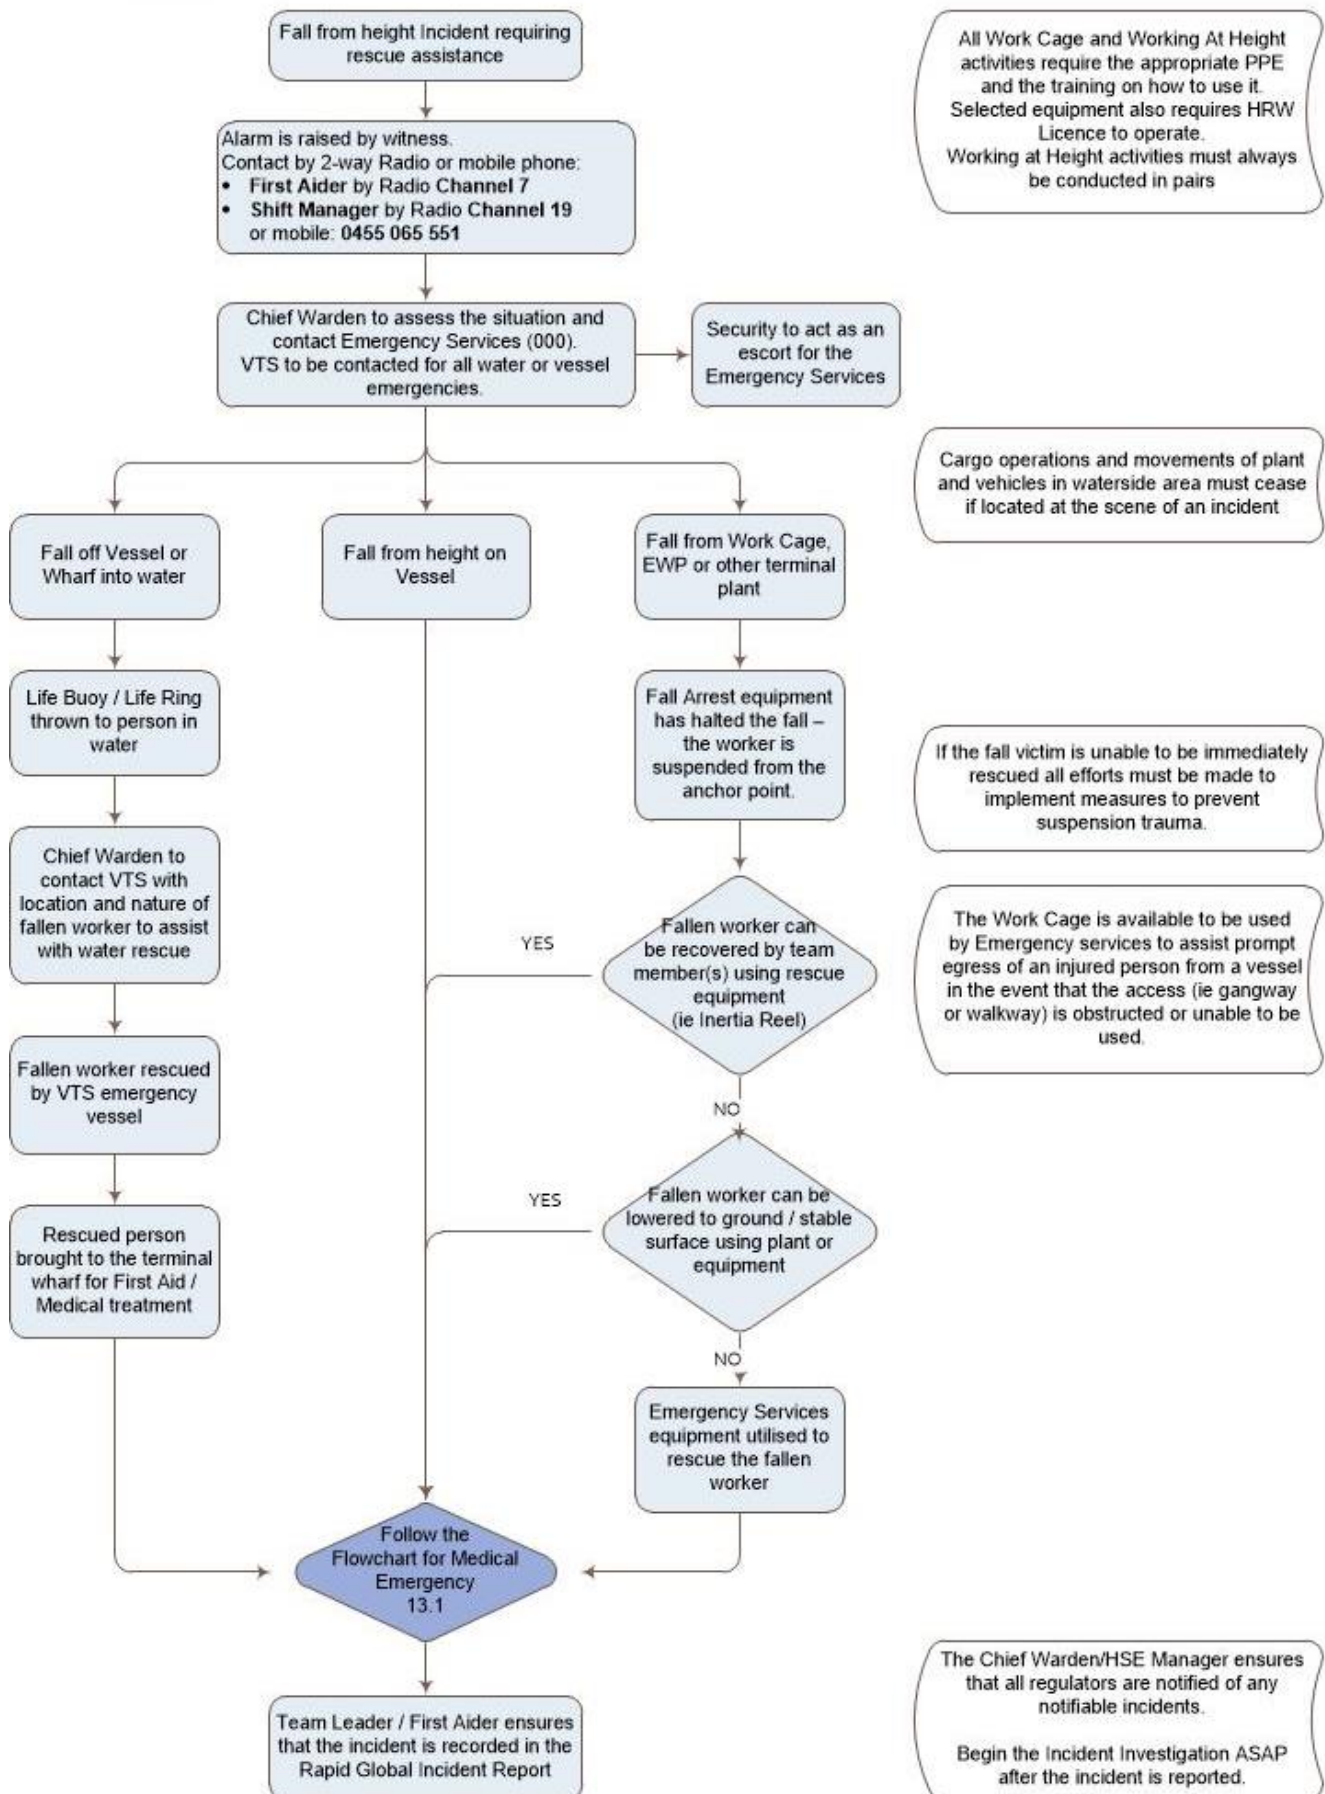 Fall from height Incident requiring
rescue assistance
All Work Cage and Working At Height
activities require the appropriate PPE
and the training on how to use it.
Selected equipment also requires HRW
Licence to operate.
Working at Height activities must always
be conducted in pairs
Alarm is raised by witness.
Contact by 2-way Radio or mobile phone:
• First Aider by Radio Channel 7
• Shift Manager by Radio Channel 19
or mobile: 0455 065 551
Chief Warden to assess the situation and
contact Emergency Services (000).
VTS to be contacted for all water or vessel
emergencies.
Security to act as an
escort for the
Emergency Services
Cargo operations and movements of plant
and vehicles in waterside area must cease
if located at the scene of an incident
Fall off Vessel or
Wharf into water
Fall from height on
Vessel
Fall from Work Cage,
EWP or other terminal
plant
Life Buoy / Life Ring
thrown to person in
water
Fall Arrest equipment
has halted the fall –
the worker is
suspended from the
anchor point.
If the fall victim is unable to be immediately
rescued all efforts must be made to
implement measures to prevent
suspension trauma.
Chief Warden to
contact VTS with
location and nature of
fallen worker to assist
with water rescue
YES
Fallen worker can
be recovered by team
member(s) using rescue
equipment
(ie Inertia Reel)
The Work Cage is available to be used
by Emergency services to assist prompt
egress of an injured person from a vessel
in the event that the access (ie gangway
or walkway) is obstructed or unable to be
used.
Fallen worker rescued
by VTS emergency
vessel
NO
YES
Fallen worker can be
lowered to ground / stable
surface using plant or
equipment
Rescued person
brought to the terminal
wharf for First Aid /
Medical treatment
NO
Emergency Services
equipment utilised to
rescue the fallen
worker
Follow the
Flowchart for Medical
Emergency
13.1
Team Leader / First Aider ensures
that the incident is recorded in the
Rapid Global Incident Report
The Chief Warden/HSE Manager ensures
that all regulators are notified of any
notifiable incidents.
Begin the Incident Investigation ASAP
after the incident is reported.